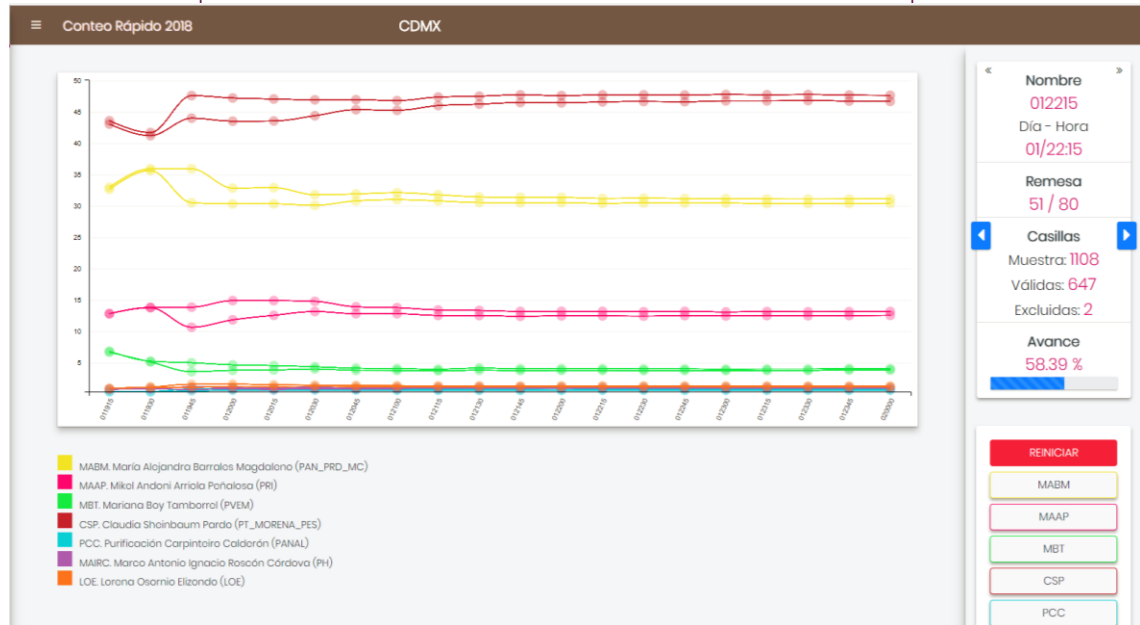 ≡ Conteo Rápido 2018 CDMX
50
45
40
35
30
25
20
15
10
5
011915 011930 011945 012000 012015 012030 012045 012100 012115 012130 012145 012200 012215 012230 012245 012300 012315 012330 012345 020000
MABM. María Alejandra Barrales Magdaleno (PAN_PRD_MC)
MAAP. Mikel Andoni Arriola Peñalosa (PRI)
MBT. Mariana Boy Tamborrel (PVEM)
CSP. Claudia Sheinbaum Pardo (PT_MORENA_PES)
PCC. Purificación Carpinteiro Calderón (PANAL)
MAIRC. Marco Antonio Ignacio Rascón Córdova (PH)
LOE. Lorena Osornio Elizondo (LOE)
« Nombre »
012215
Día - Hora
01/22:15
Remesa
51 / 80
Casillas
Muestra: 1108
Válidas: 647
Excluidas: 2
Avance
58.39 %
REINICIAR
MABM
MAAP
MBT
CSP
PCC